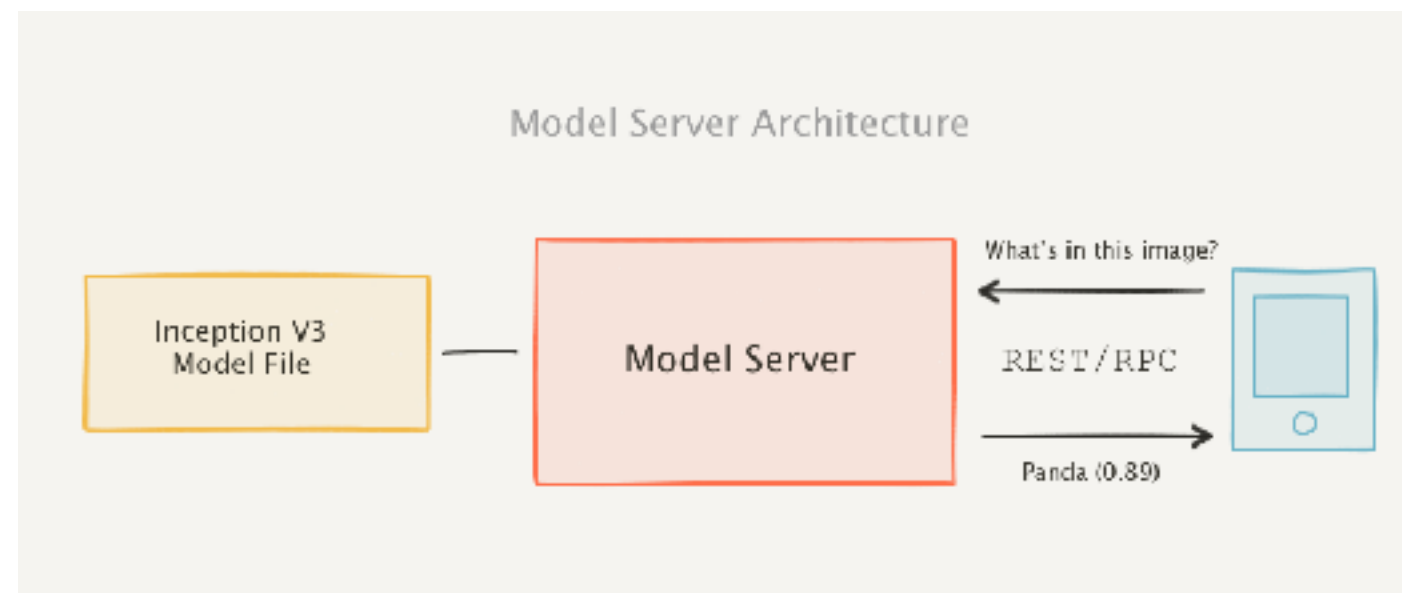 Model Server Architecture
Inception V3
Model File
Model Server
What's in this image?
REST/RPC
Panda (0.89)